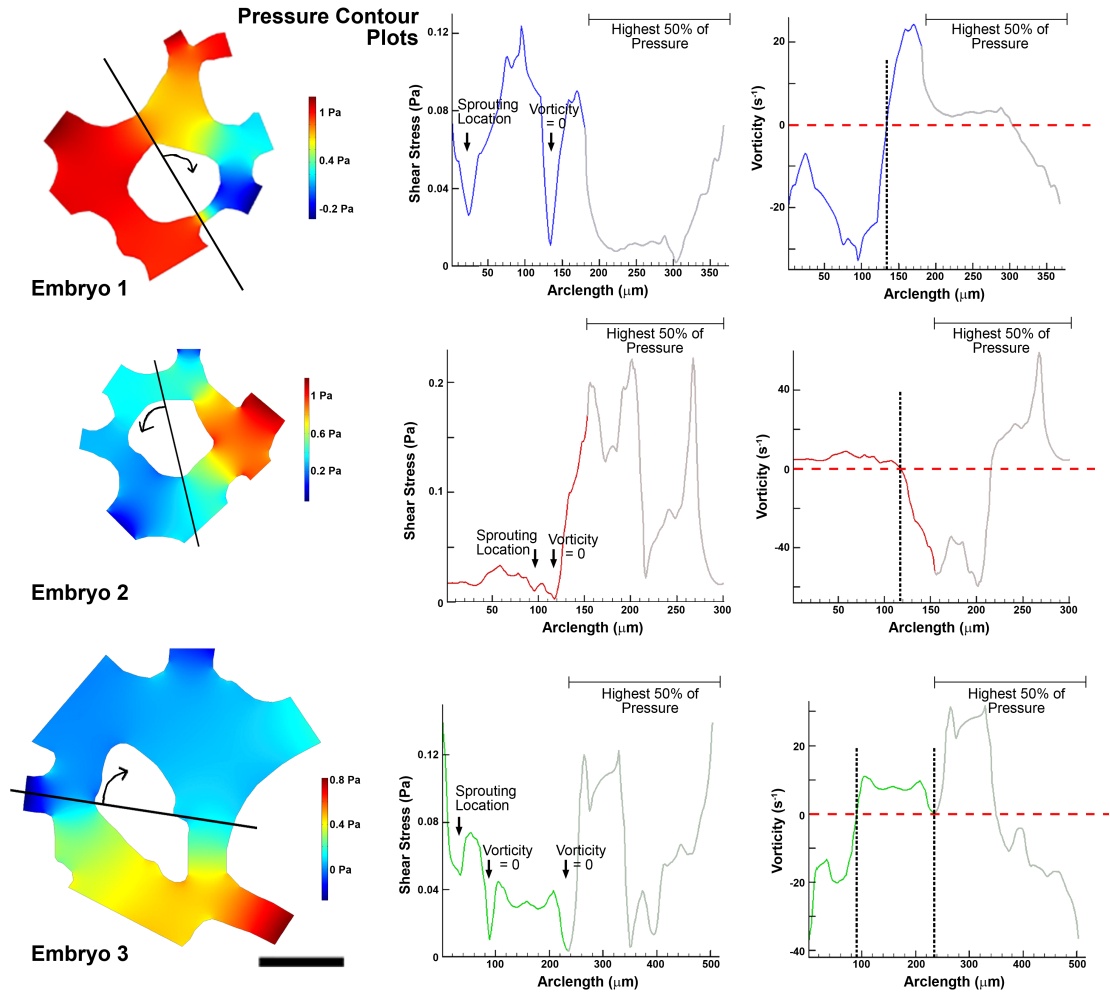 Pressure Contour
Plots
1 Pa
0.4 Pa
-0.2 Pa
Embryo 1
Shear Stress (Pa)
0.12
0.08
0.04
0
Highest 50% of
Pressure
Sprouting
Location
Vorticity
= 0
50 100 150 200 250 300 350
Arclength (μm)
Vorticity (s⁻¹)
20
0
-20
Highest 50% of
Pressure
50 100 150 200 250 300 350
Arclength (μm)
1 Pa
0.6 Pa
0.2 Pa
Embryo 2
Shear Stress (Pa)
0.2
0.1
0
Highest 50% of
Pressure
Sprouting
Location
Vorticity
= 0
0 50 100 150 200 250 300
Arclength (μm)
Vorticity (s⁻¹)
40
0
-40
Highest 50% of
Pressure
0 50 100 150 200 250 300
Arclength (μm)
0.8 Pa
0.4 Pa
0 Pa
Embryo 3
Shear Stress (Pa)
0.12
0.08
0.04
0
Highest 50% of
Pressure
Sprouting
Location
Vorticity
= 0
Vorticity
= 0
100 200 300 400 500
Arclength (μm)
Vorticity (s⁻¹)
20
0
-20
-40
Highest 50% of
Pressure
100 200 300 400 500
Arclength (μm)